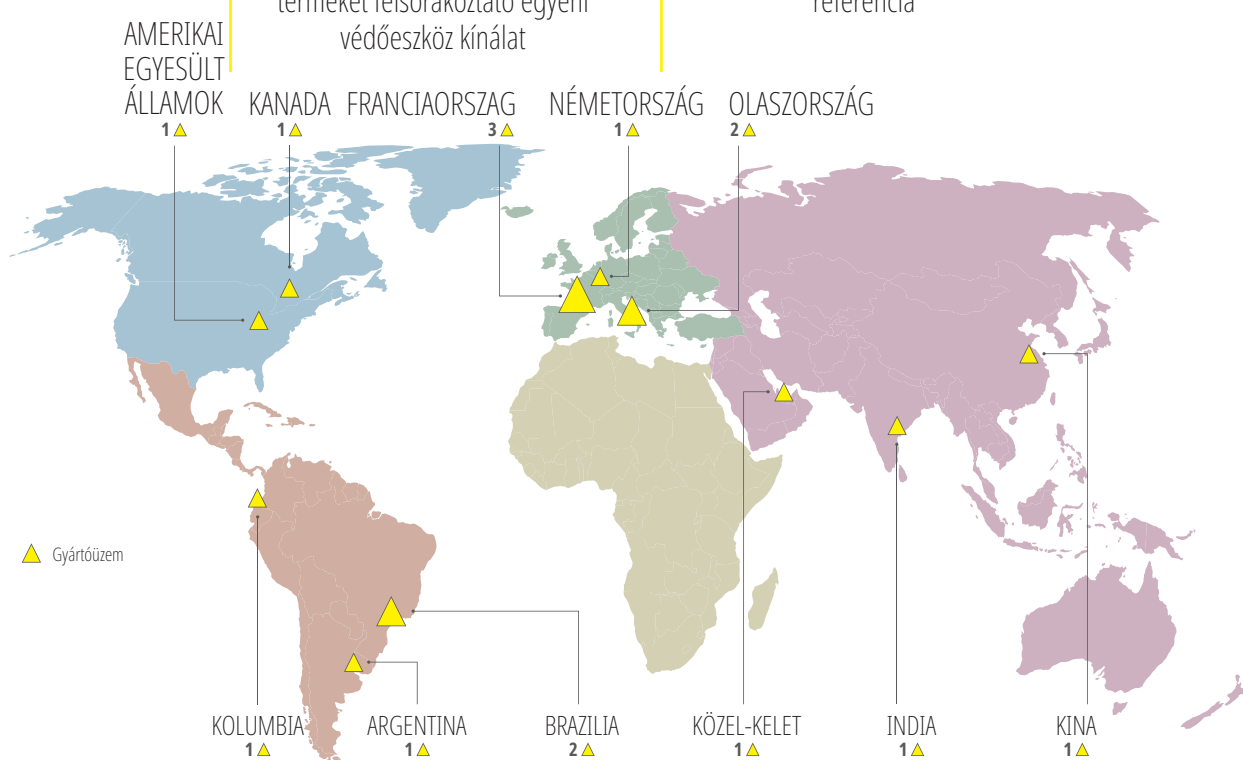 terméket felsorakoztató egyéni
védőeszköz kínálat
referencia
AMERIKAI
EGYESÜLT
ÁLLAMOK
1
KANADA
1
FRANCIAORSZAG
3
NÉMETORSZÁG
1
OLASZORSZÁG
2
Gyártóüzem
KOLUMBIA
1
ARGENTINA
1
BRAZILIA
2
KÖZEL-KELET
1
INDIA
1
KINA
1